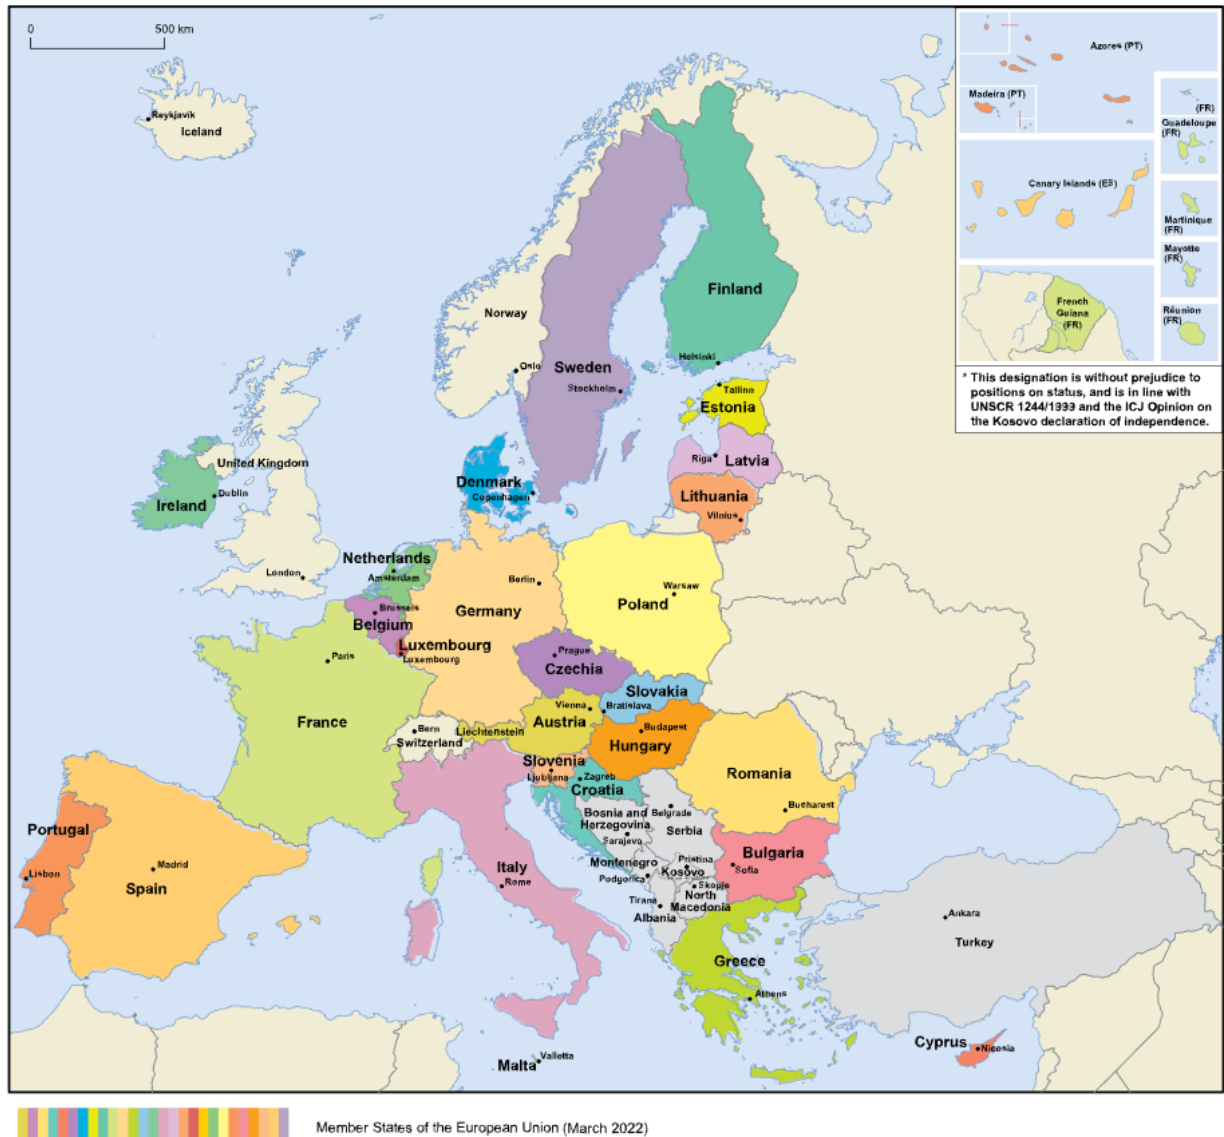 0 500 km
Azores (PT)
Madeira (PT)
(FR)
Guadeloupe
(FR)
Canary Islands (ES)
Martinique
(FR)
Mayotte
(FR)
French
Guiana
(FR)
Réunion
(FR)
* This designation is without prejudice to
positions on status, and is in line with
UNSCR 1244/1999 and the ICJ Opinion on
the Kosovo declaration of independence.
Reykjavík
Iceland
Finland
Norway
Helsinki
Oslo
Sweden
Stockholm
Tallinn
Estonia
Riga
Latvia
United Kingdom
Denmark
Copenhagen
Dublin
Ireland
Lithuania
Vilnius
Netherlands
Amsterdam
London
Berlin
Warsaw
Brussels
Belgium
Germany
Poland
Luxembourg
Luxembourg
Paris
Prague
Czechia
Slovakia
Vienna
Bratislava
France
Austria
Bern
Switzerland
Liechtenstein
Budapest
Hungary
Slovenia
Ljubljana
Zagreb
Croatia
Romania
Bucharest
Bosnia and
Herzegovina
Sarajevo
Belgrade
Serbia
Portugal
Lisbon
Madrid
Spain
Italy
Rome
Montenegro
Podgorica
Pristina
Kosovo
*
Bulgaria
Sofia
Skopje
North
Macedonia
Tirana
Albania
Ankara
Turkey
Greece
Athens
Cyprus
Nicosia
Malta
Valletta
Member States of the European Union (March 2022)